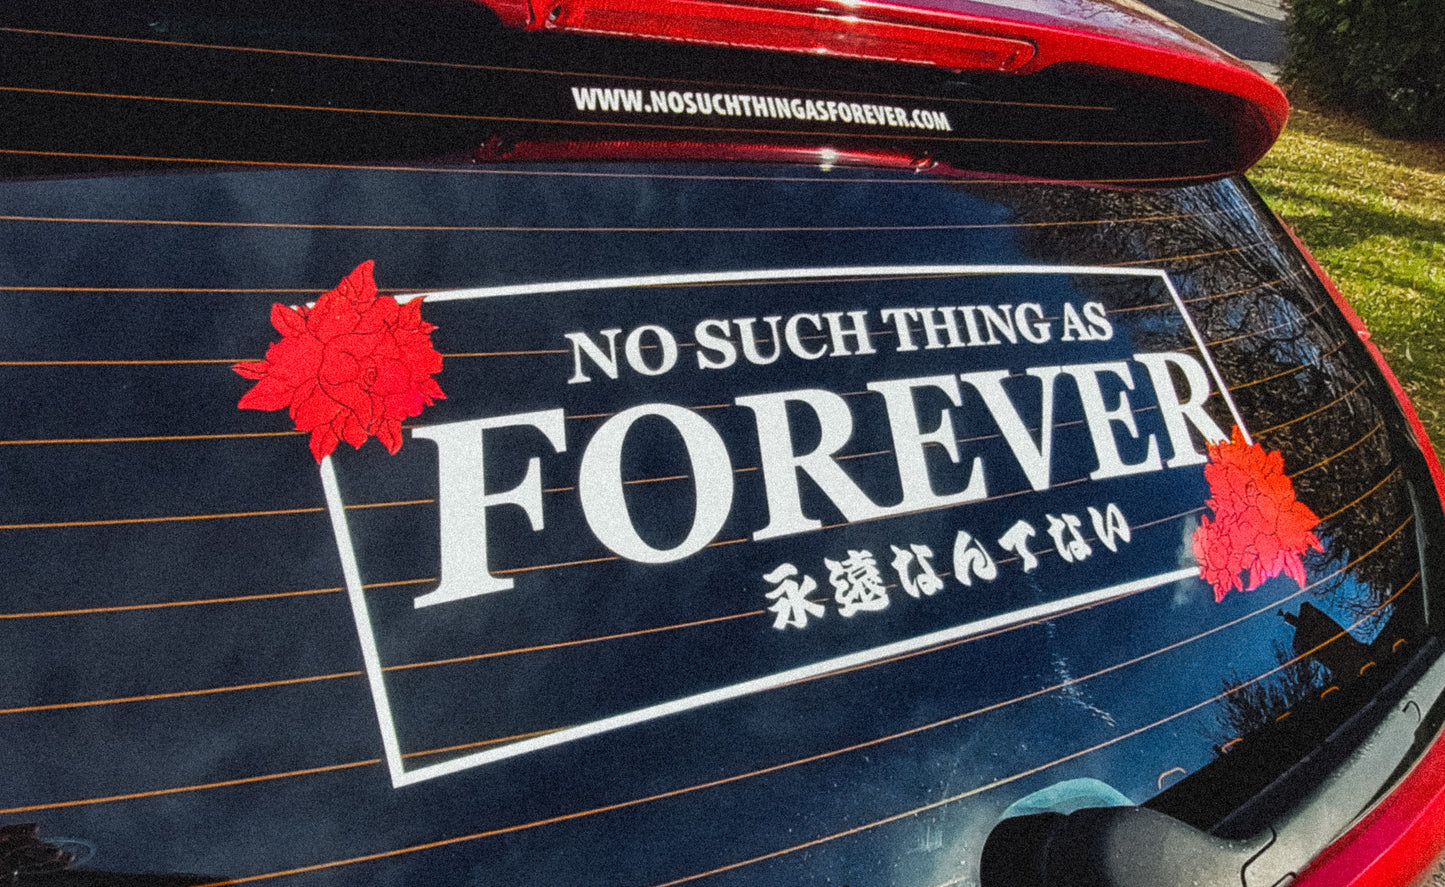 WWW.NOSUCHTHINGASFOREVER.COM
NO SUCH THING AS
FOREVER
永遠なんてない